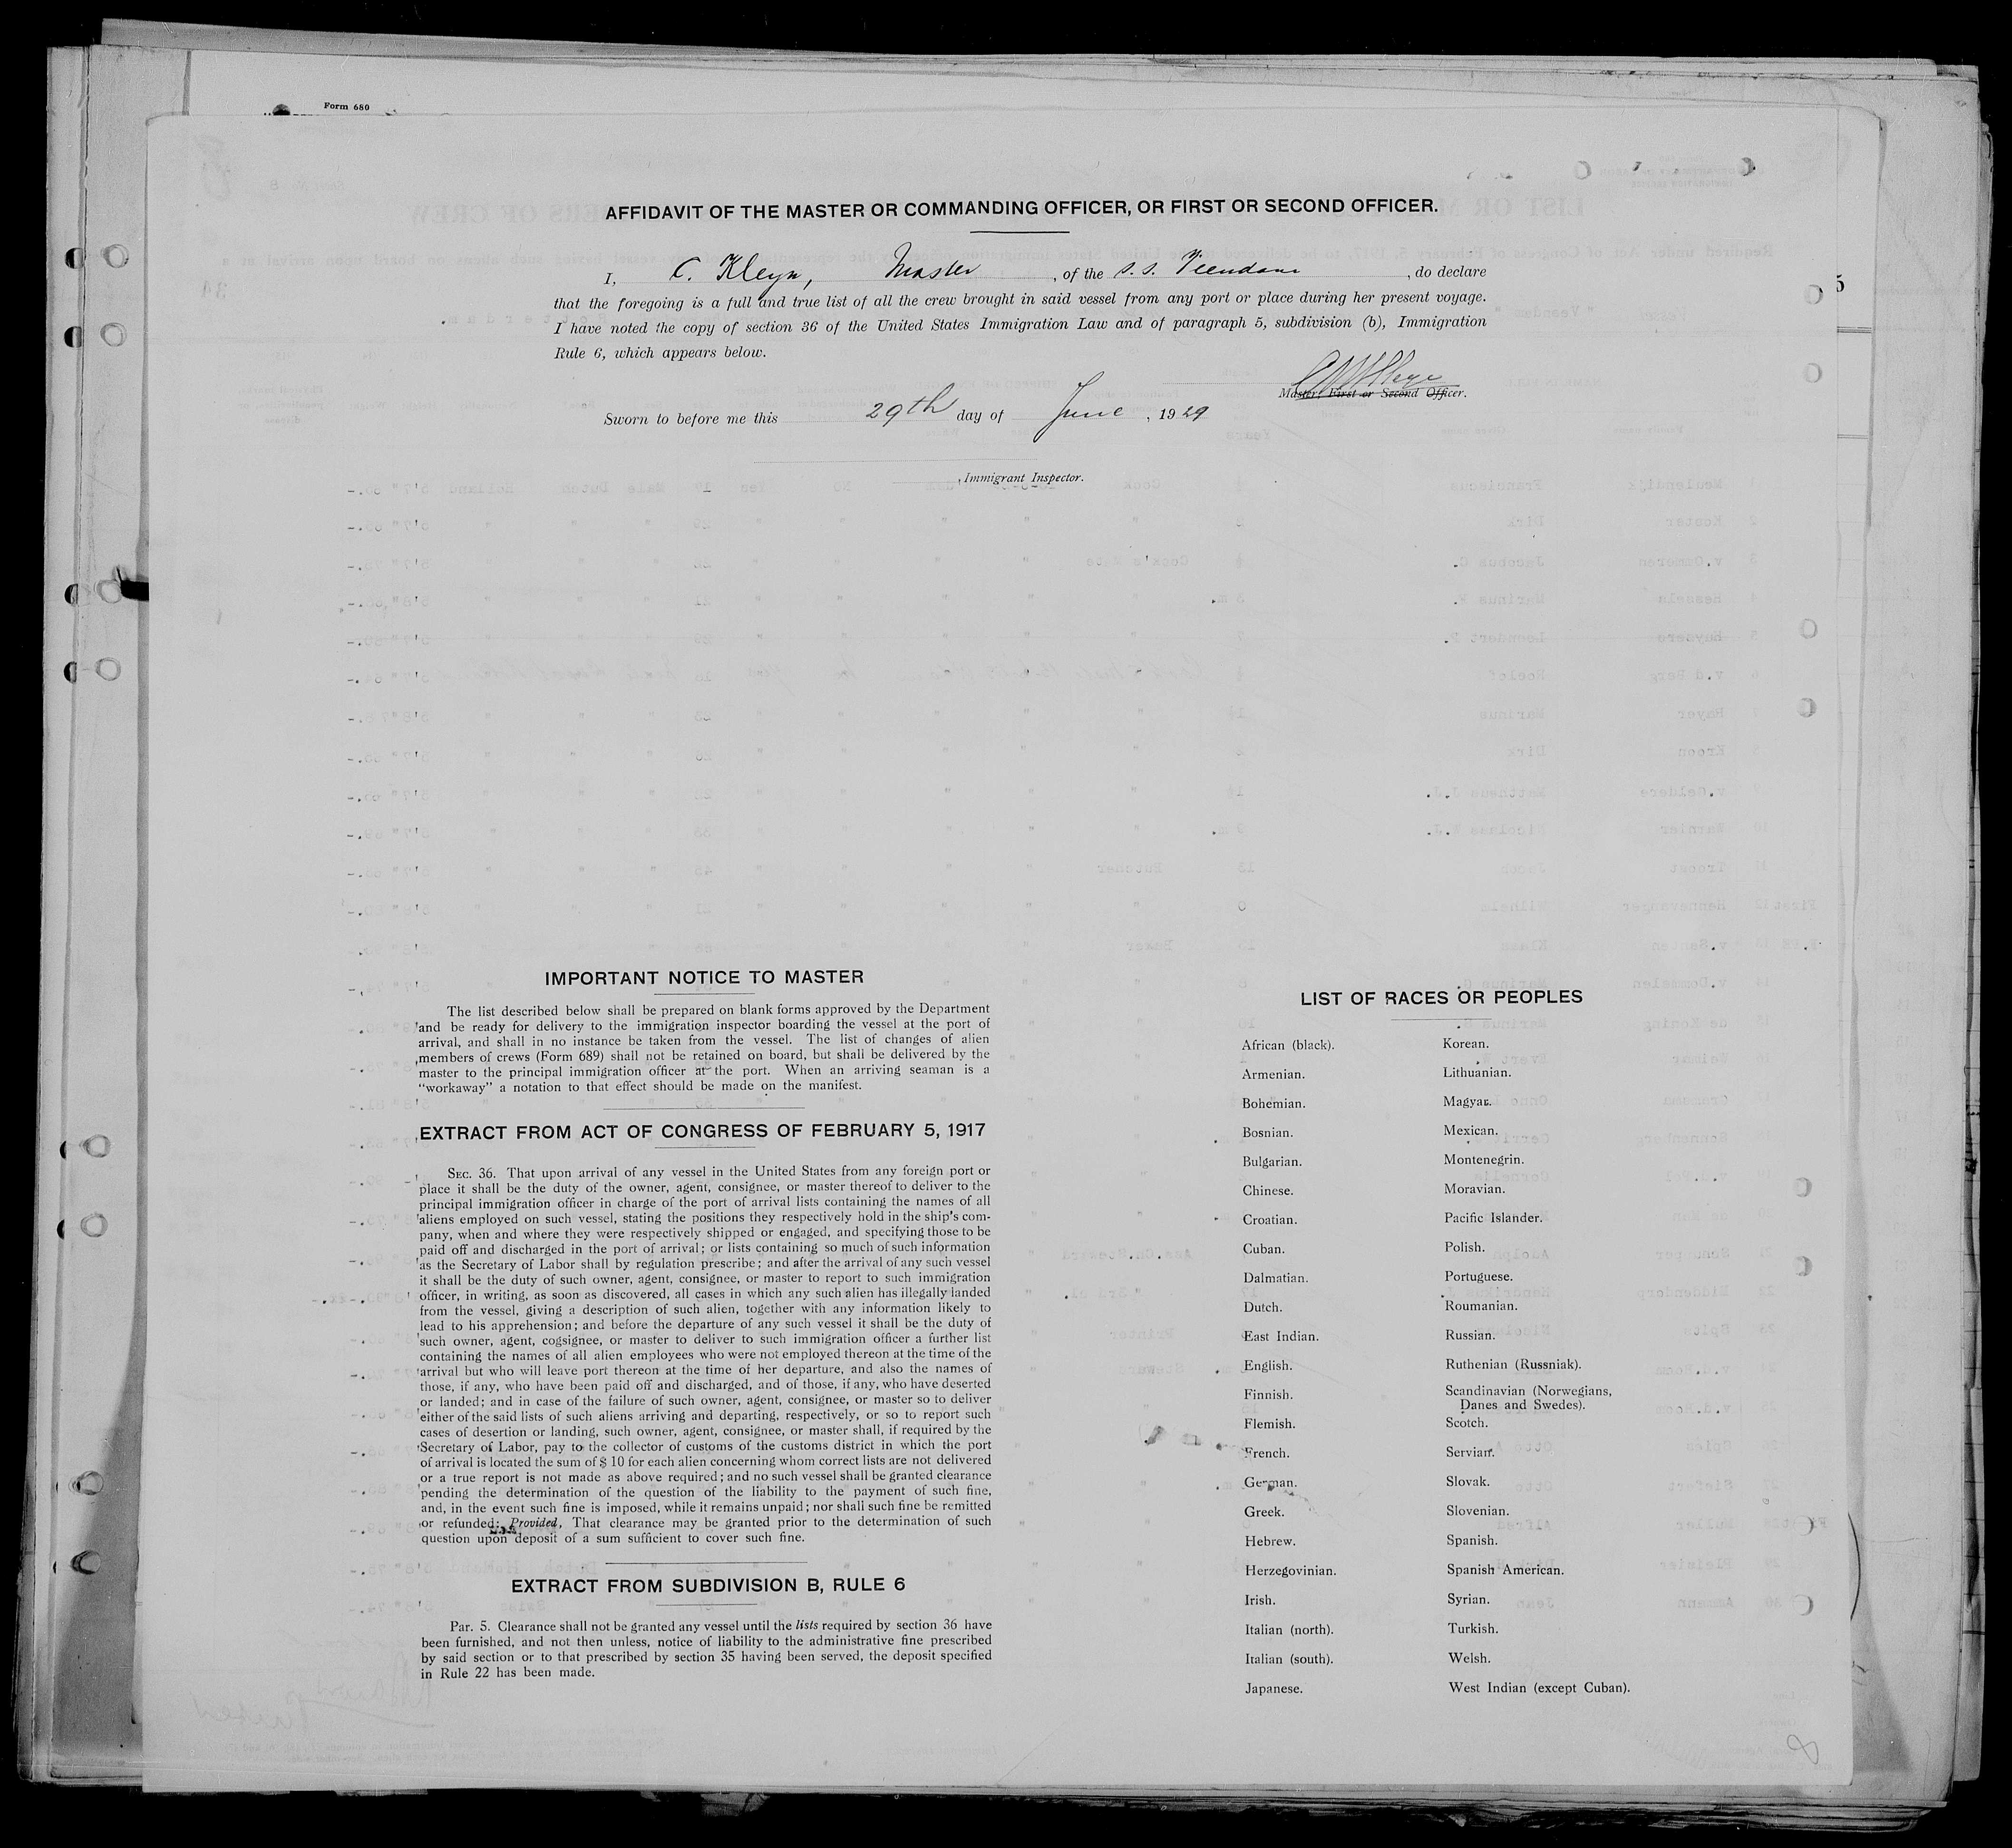 Form 680
AFFIDAVIT OF THE MASTER OR COMMANDING OFFICER, OR FIRST OR SECOND OFFICER.
I, C. Kleyn, Master, of the s.s. Veendam, do declare
that the foregoing is a full and true list of all the crew brought in said vessel from any port or place during her present voyage.
I have noted the copy of section 36 of the United States Immigration Law and of paragraph 5, subdivision (b), Immigration
Rule 6, which appears below.
Master, First or Second Officer.
Sworn to before me this 29th day of June, 1929
, Immigrant Inspector.
IMPORTANT NOTICE TO MASTER
The list described below shall be prepared on blank forms approved by the Department
and be ready for delivery to the immigration inspector boarding the vessel at the port of
arrival, and shall in no instance be taken from the vessel. The list of changes of alien
members of crews (Form 689) shall not be retained on board, but shall be delivered by the
master to the principal immigration officer at the port. When an arriving seaman is a
“workaway” a notation to that effect should be made on the manifest.
EXTRACT FROM ACT OF CONGRESS OF FEBRUARY 5, 1917
SEC. 36. That upon arrival of any vessel in the United States from any foreign port or
place it shall be the duty of the owner, agent, consignee, or master thereof to deliver to the
principal immigration officer in charge of the port of arrival lists containing the names of all
aliens employed on such vessel, stating the positions they respectively hold in the ship's com-
pany, when and where they were respectively shipped or engaged, and specifying those to be
paid off and discharged in the port of arrival; or lists containing so much of such information
as the Secretary of Labor shall by regulation prescribe; and after the arrival of any such vessel
it shall be the duty of such owner, agent, consignee, or master to report to such immigration
officer, in writing, as soon as discovered, all cases in which any such alien has illegally landed
from the vessel, giving a description of such alien, together with any information likely to
lead to his apprehension; and before the departure of any such vessel it shall be the duty of
such owner, agent, cogsignee, or master to deliver to such immigration officer a further list
containing the names of all alien employees who were not employed thereon at the time of the
arrival but who will leave port thereon at the time of her departure, and also the names of
those, if any, who have been paid off and discharged, and of those, if any, who have deserted
or landed; and in case of the failure of such owner, agent, consignee, or master so to deliver
either of the said lists of such aliens arriving and departing, respectively, or so to report such
cases of desertion or landing, such owner, agent, consignee, or master shall, if required by the
Secretary of Labor, pay to the collector of customs of the customs district in which the port
of arrival is located the sum of $ 10 for each alien concerning whom correct lists are not delivered
or a true report is not made as above required; and no such vessel shall be granted clearance
pending the determination of the question of the liability to the payment of such fine,
and, in the event such fine is imposed, while it remains unpaid; nor shall such fine be remitted
or refunded: Provided, That clearance may be granted prior to the determination of such
question upon deposit of a sum sufficient to cover such fine.
EXTRACT FROM SUBDIVISION B, RULE 6
Par. 5. Clearance shall not be granted any vessel until the lists required by section 36 have
been furnished, and not then unless, notice of liability to the administrative fine prescribed
by said section or to that prescribed by section 35 having been served, the deposit specified
in Rule 22 has been made.
LIST OF RACES OR PEOPLES
African (black).
Armenian.
Bohemian.
Bosnian.
Bulgarian.
Chinese.
Croatian.
Cuban.
Dalmatian.
Dutch.
East Indian.
English.
Finnish.
Flemish.
French.
German.
Greek.
Hebrew.
Herzegovinian.
Irish.
Italian (north).
Italian (south).
Japanese.
Korean.
Lithuanian.
Magyar.
Mexican.
Montenegrin.
Moravian.
Pacific Islander.
Polish.
Portuguese.
Roumanian.
Russian.
Ruthenian (Russniak).
Scandinavian (Norwegians,
Danes and Swedes).
Scotch.
Servian.
Slovak.
Slovenian.
Spanish.
Spanish American.
Syrian.
Turkish.
Welsh.
West Indian (except Cuban).
8